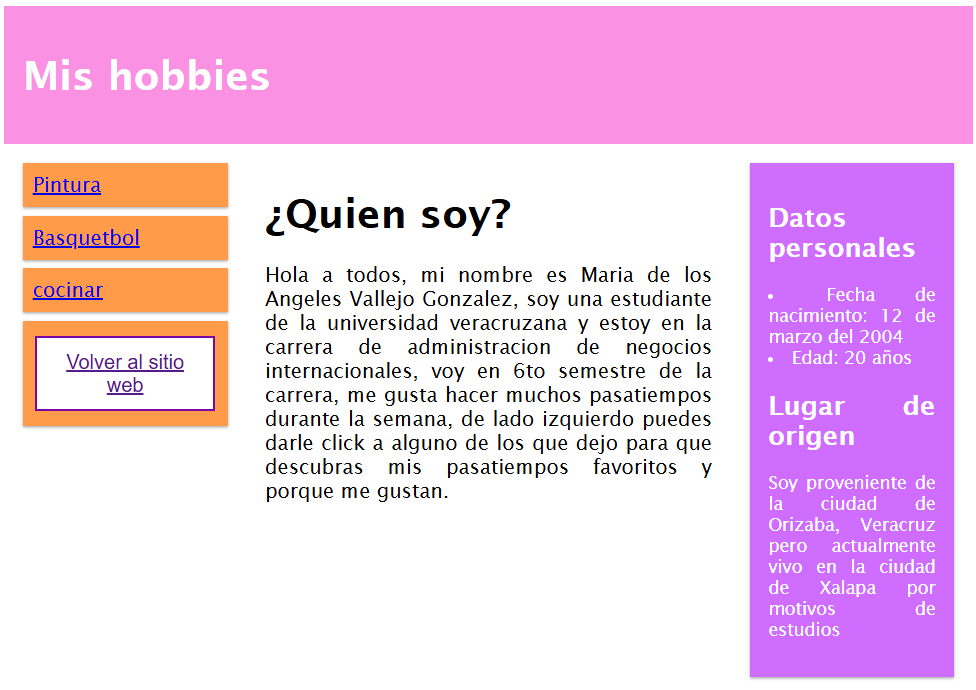 Mis hobbies
Pintura
Basquetbol
cocinar
Volver al sitio
web
¿Quien soy?
Hola a todos, mi nombre es Maria de los
Angeles Vallejo Gonzalez, soy una estudiante
de la universidad veracruzana y estoy en la
carrera de administracion de negocios
internacionales, voy en 6to semestre de la
carrera, me gusta hacer muchos pasatiempos
durante la semana, de lado izquierdo puedes
darle click a alguno de los que dejo para que
descubras mis pasatiempos favoritos y
porque me gustan.
Datos
personales
• Fecha de
nacimiento: 12 de
marzo del 2004
• Edad: 20 años
Lugar de
origen
Soy proveniente de
la ciudad de
Orizaba, Veracruz
pero actualmente
vivo en la ciudad
de Xalapa por
motivos de
estudios